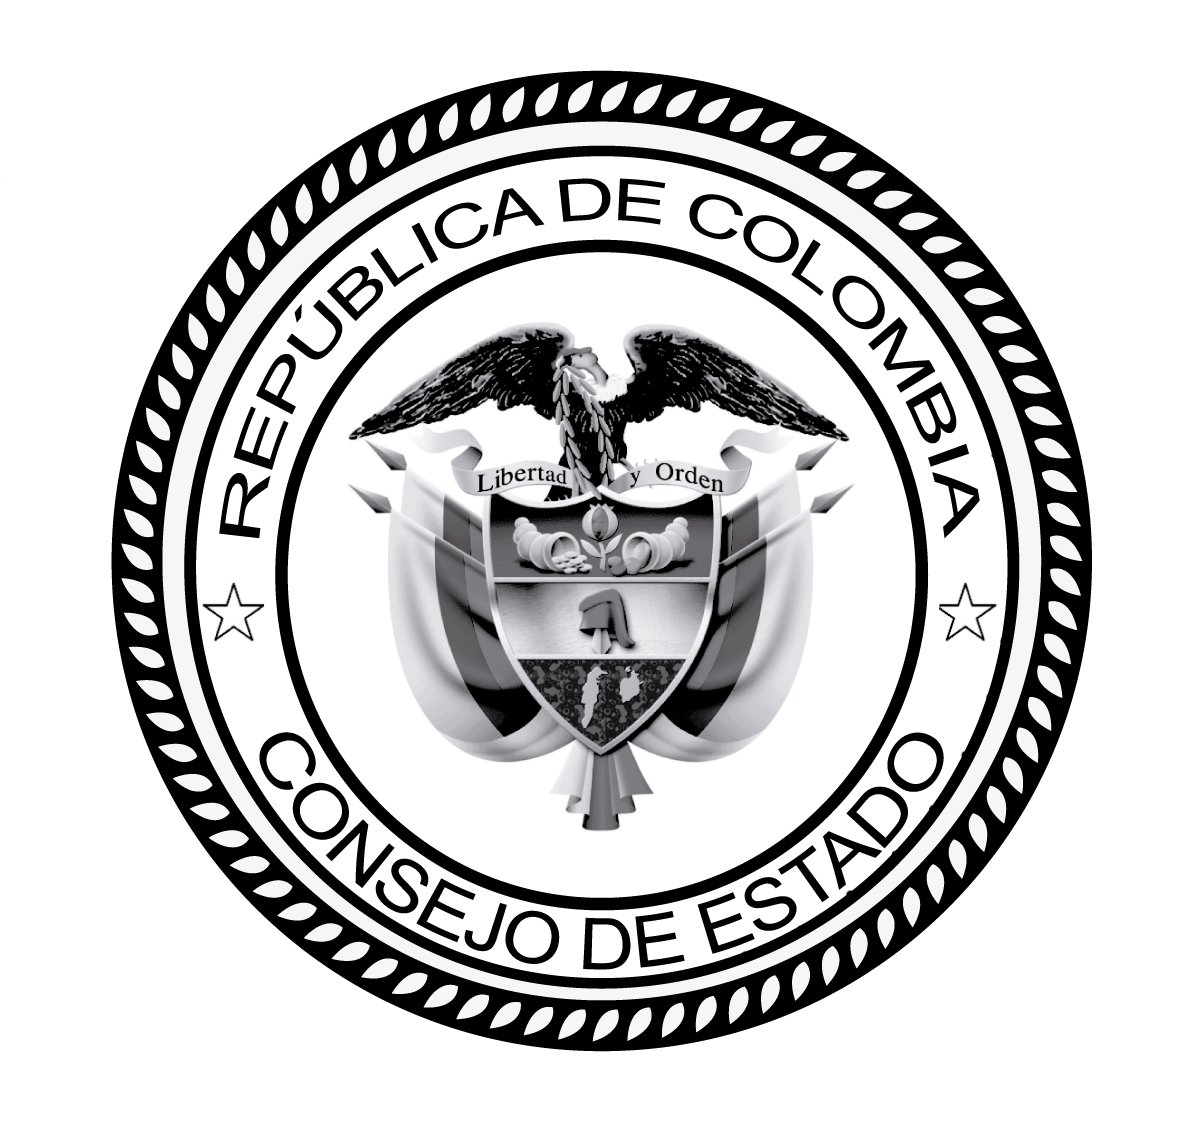 REPÚBLICA DE COLOMBIA
Libertad y Orden
CONSEJO DE ESTADO